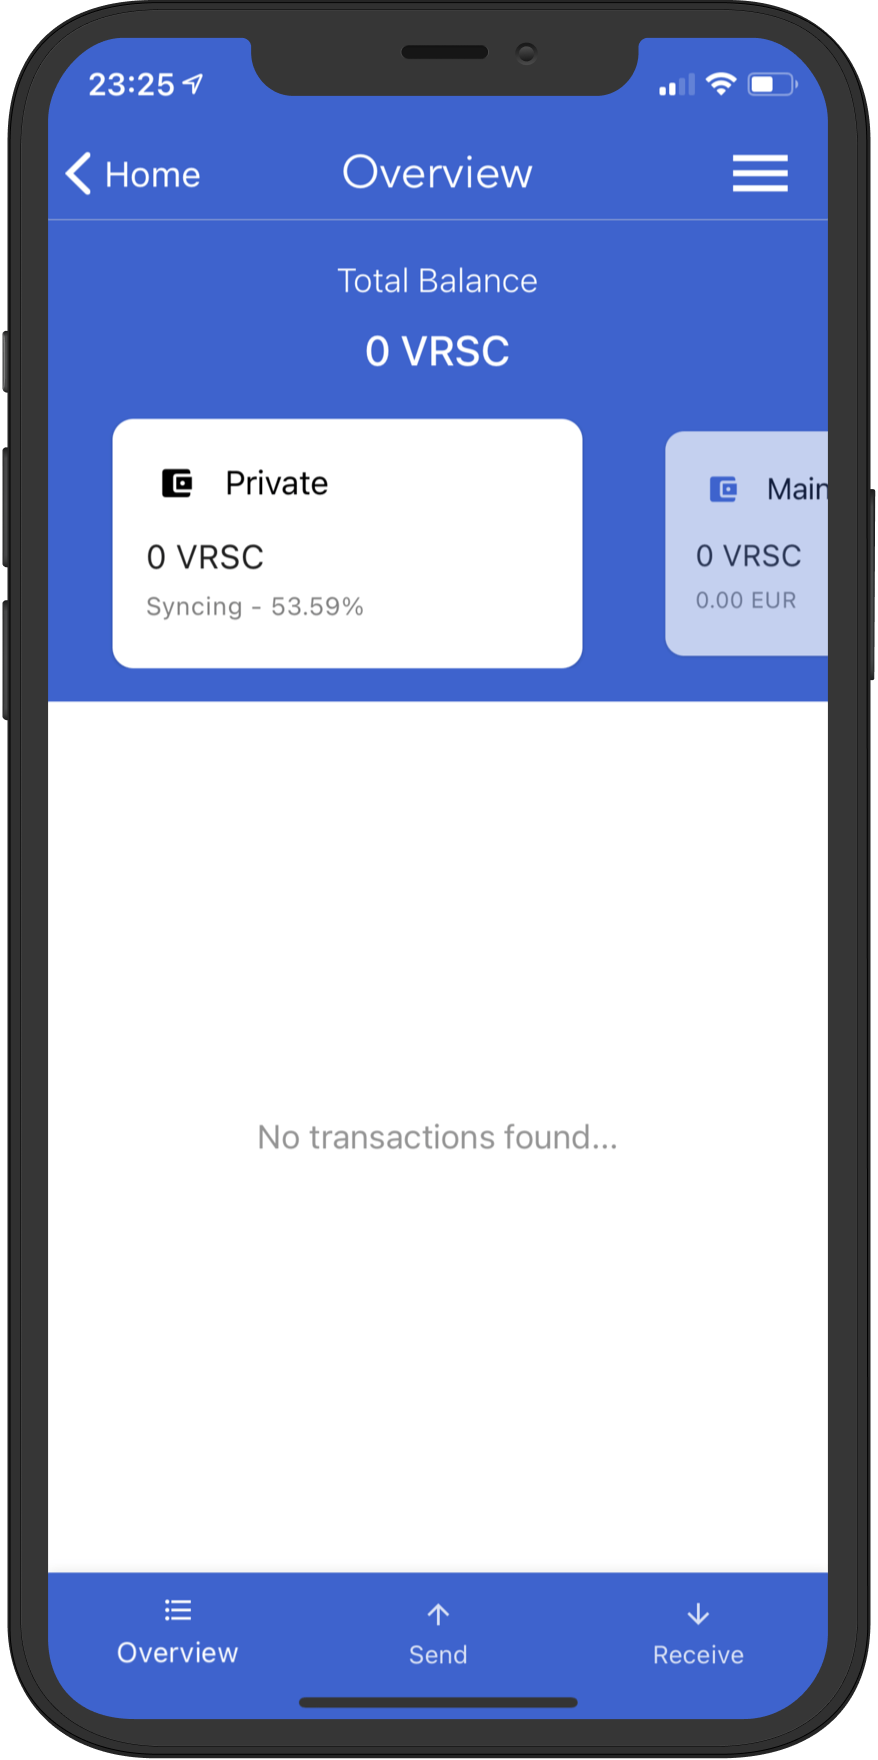 23:25
Home
Overview
Total Balance
0 VRSC
Private
0 VRSC
Syncing - 53.59%
Main
0 VRSC
0.00 EUR
No transactions found...
Overview
Send
Receive